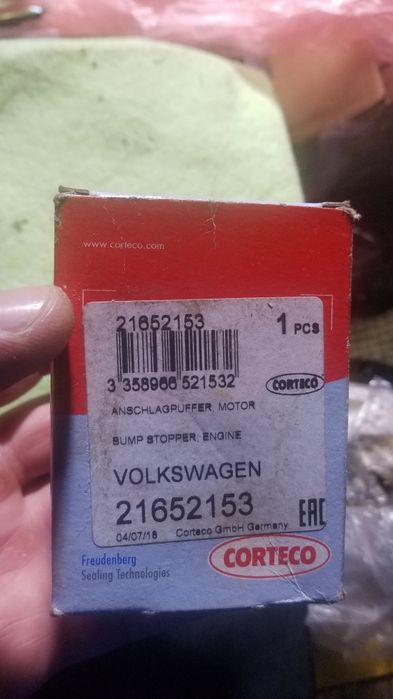 www.corteco.com
21652153
1 PCS
3 358966 521532
CORTECO
ANSCHLAGPUFFER, MOTOR
BUMP STOPPER, ENGINE
VOLKSWAGEN
21652153
EAC
04/07/18 Corteco GmbH Germany
Freudenberg
Sealing Technologies
CORTECO